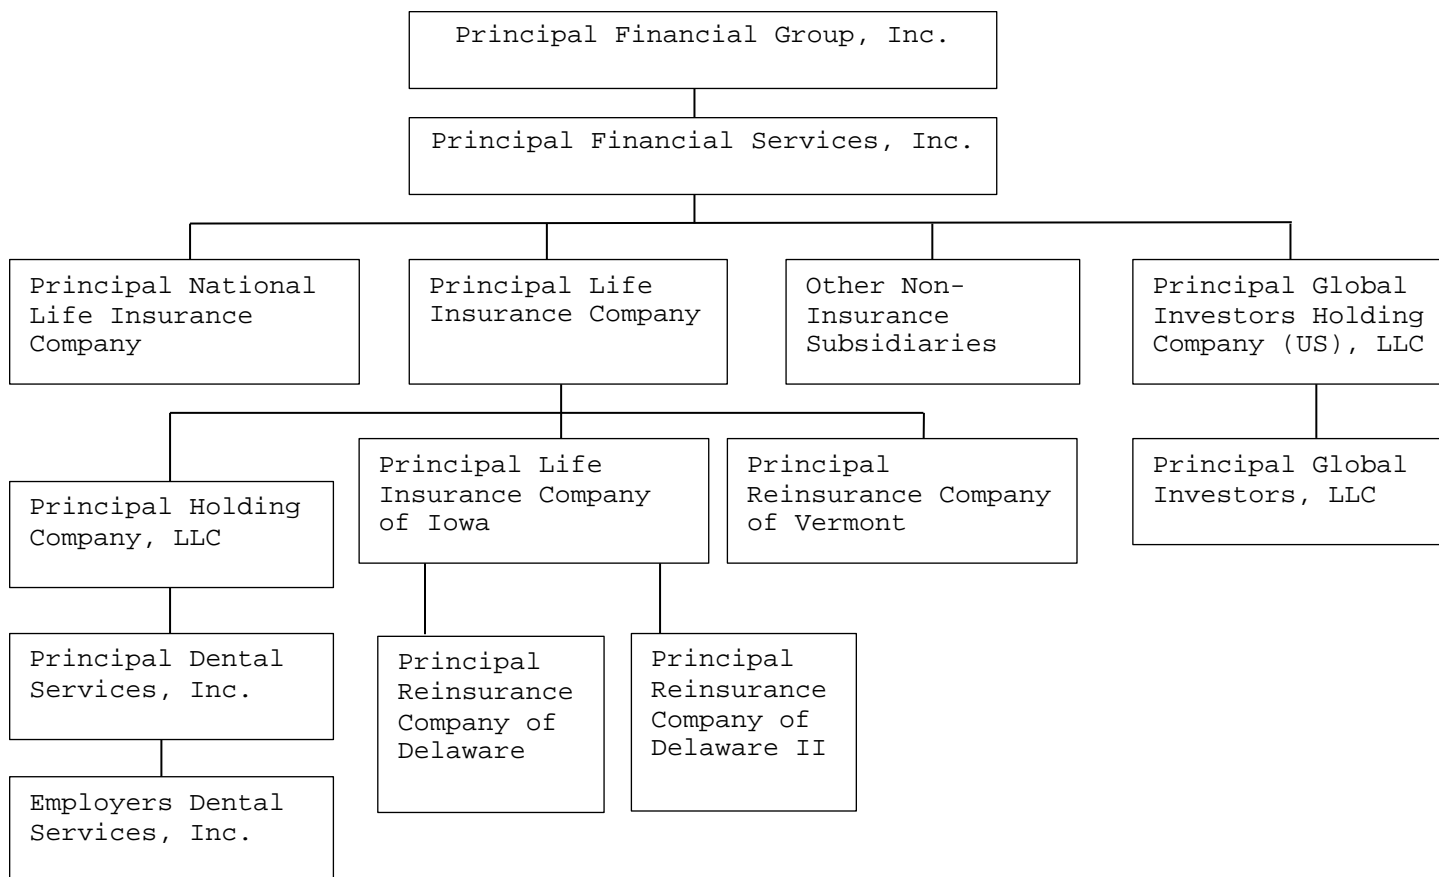 Principal Financial Group, Inc.
Principal Financial Services, Inc.
Principal National
Life Insurance
Company
Principal Life
Insurance Company
Other Non-
Insurance
Subsidiaries
Principal Global
Investors Holding
Company (US), LLC
Principal Holding
Company, LLC
Principal Life
Insurance Company
of Iowa
Principal
Reinsurance Company
of Vermont
Principal Global
Investors, LLC
Principal Dental
Services, Inc.
Principal
Reinsurance
Company of
Delaware
Principal
Reinsurance
Company of
Delaware II
Employers Dental
Services, Inc.